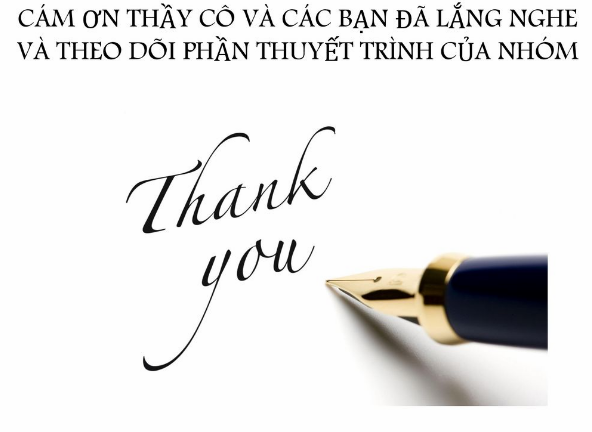 CÁM ƠN THẦY CÔ VÀ CÁC BẠN ĐÃ LẮNG NGHE
VÀ THEO DÕI PHẦN THUYẾT TRÌNH CỦA NHÓM
Thank
you